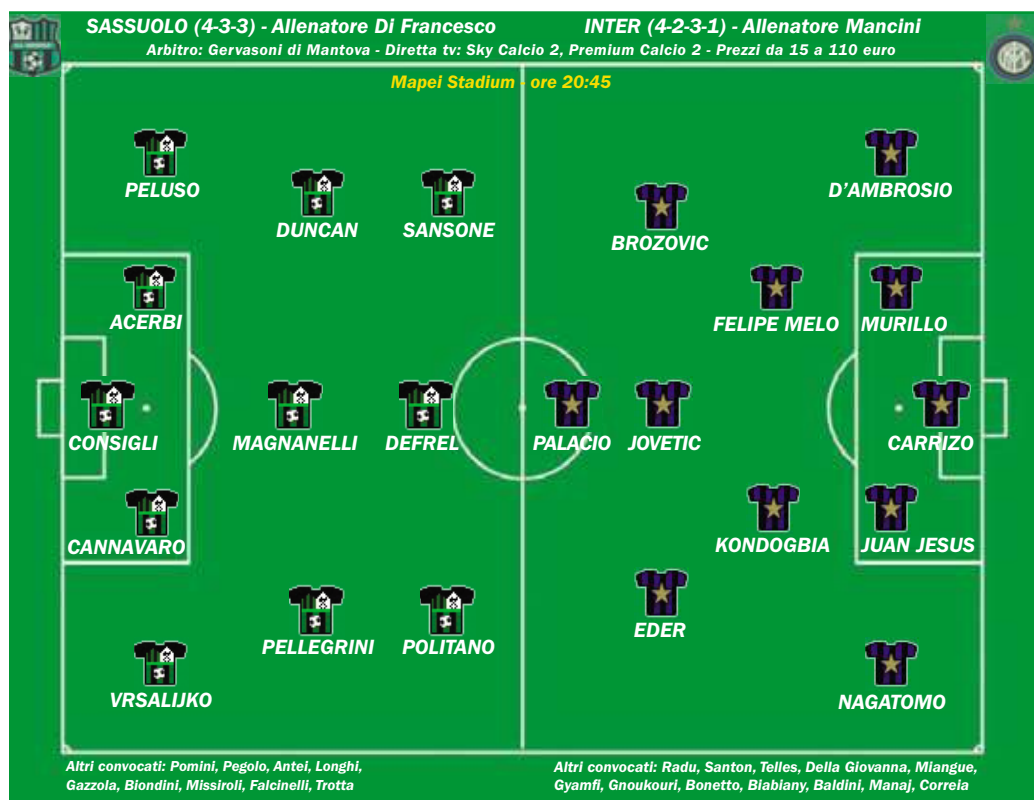 SASSUOLO (4-3-3) - Allenatore Di Francesco
INTER (4-2-3-1) - Allenatore Mancini
Arbitro: Gervasoni di Mantova - Diretta tv: Sky Calcio 2, Premium Calcio 2 - Prezzi da 15 a 110 euro
Mapei Stadium - ore 20:45
PELUSO
DUNCAN
SANSONE
ACERBI
CONSIGLI
MAGNANELLI
DEFREL
CANNAVARO
PELLEGRINI
POLITANO
VRSALIJKO
D'AMBROSIO
BROZOVIC
FELIPE MELO
MURILLO
PALACIO
JOVETIC
CARRIZO
KONDOGBIA
JUAN JESUS
EDER
NAGATOMO
Altri convocati: Pomini, Pegolo, Antei, Longhi,
Gazzola, Biondini, Missiroli, Falcinelli, Trotta
Altri convocati: Radu, Santon, Telles, Della Giovanna, Miangue,
Gyamfi, Gnoukouri, Bonetto, Biabiany, Baldini, Manaj, Correia